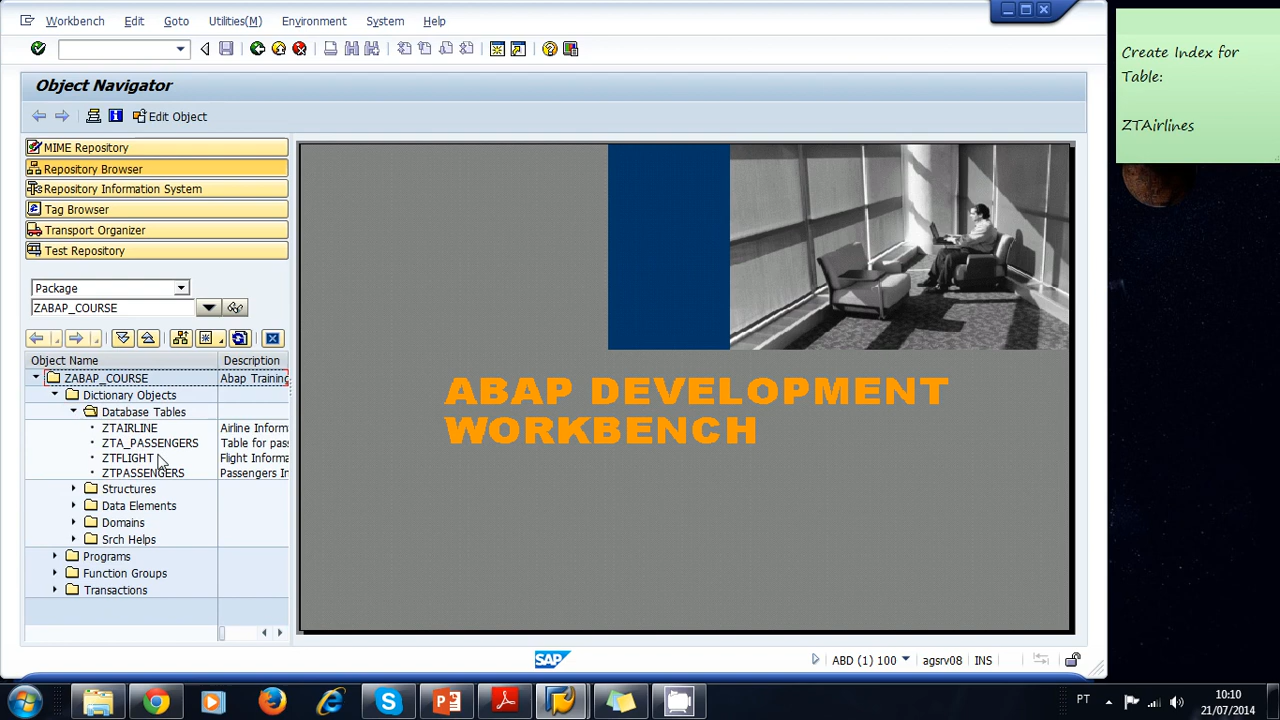 Workbench Edit Goto Utilities(M) Environment System Help
Object Navigator
Edit Object
MIME Repository
Repository Browser
Repository Information System
Tag Browser
Transport Organizer
Test Repository
Package
ZABAP_COURSE
Object Name Description
ZABAP_COURSE Abap Training
Dictionary Objects
Database Tables
ZTAIRLINE Airline Inform
ZTA_PASSENGERS Table for pas
ZTFLIGHT Flight Informa
ZTPASSENGERS Passengers In
Structures
Data Elements
Domains
Srch Helps
Programs
Function Groups
Transactions
ABAP DEVELOPMENT
WORKBENCH
SAP
ABD (1) 100 agsrv08 INS
Create Index for
Table:
ZTAirlines
PT
10:10
21/07/2014